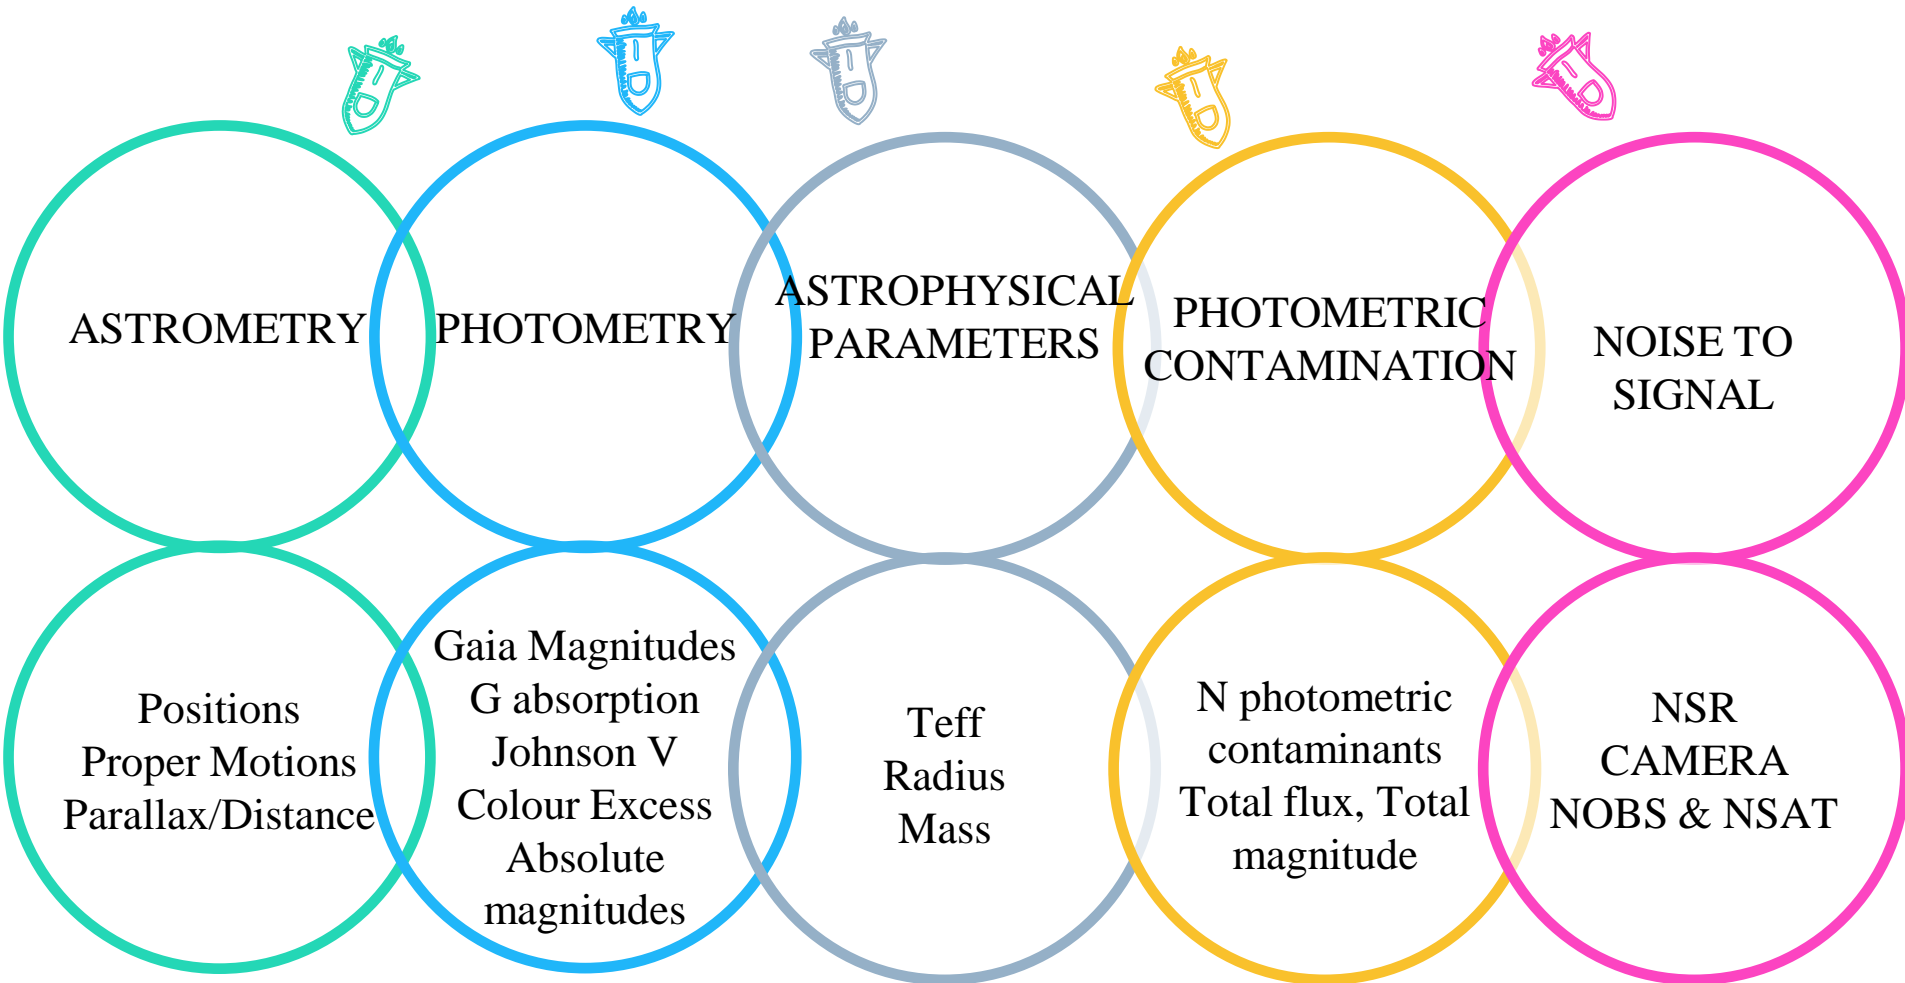 ASTROMETRY
PHOTOMETRY
ASTROPHYSICAL
PARAMETERS
PHOTOMETRIC
CONTAMINATION
NOISE TO
SIGNAL
Positions
Proper Motions
Parallax/Distance
Gaia Magnitudes
G absorption
Johnson V
Colour Excess
Absolute
magnitudes
Teff
Radius
Mass
N photometric
contaminants
Total flux, Total
magnitude
NSR
CAMERA
NOBS & NSAT